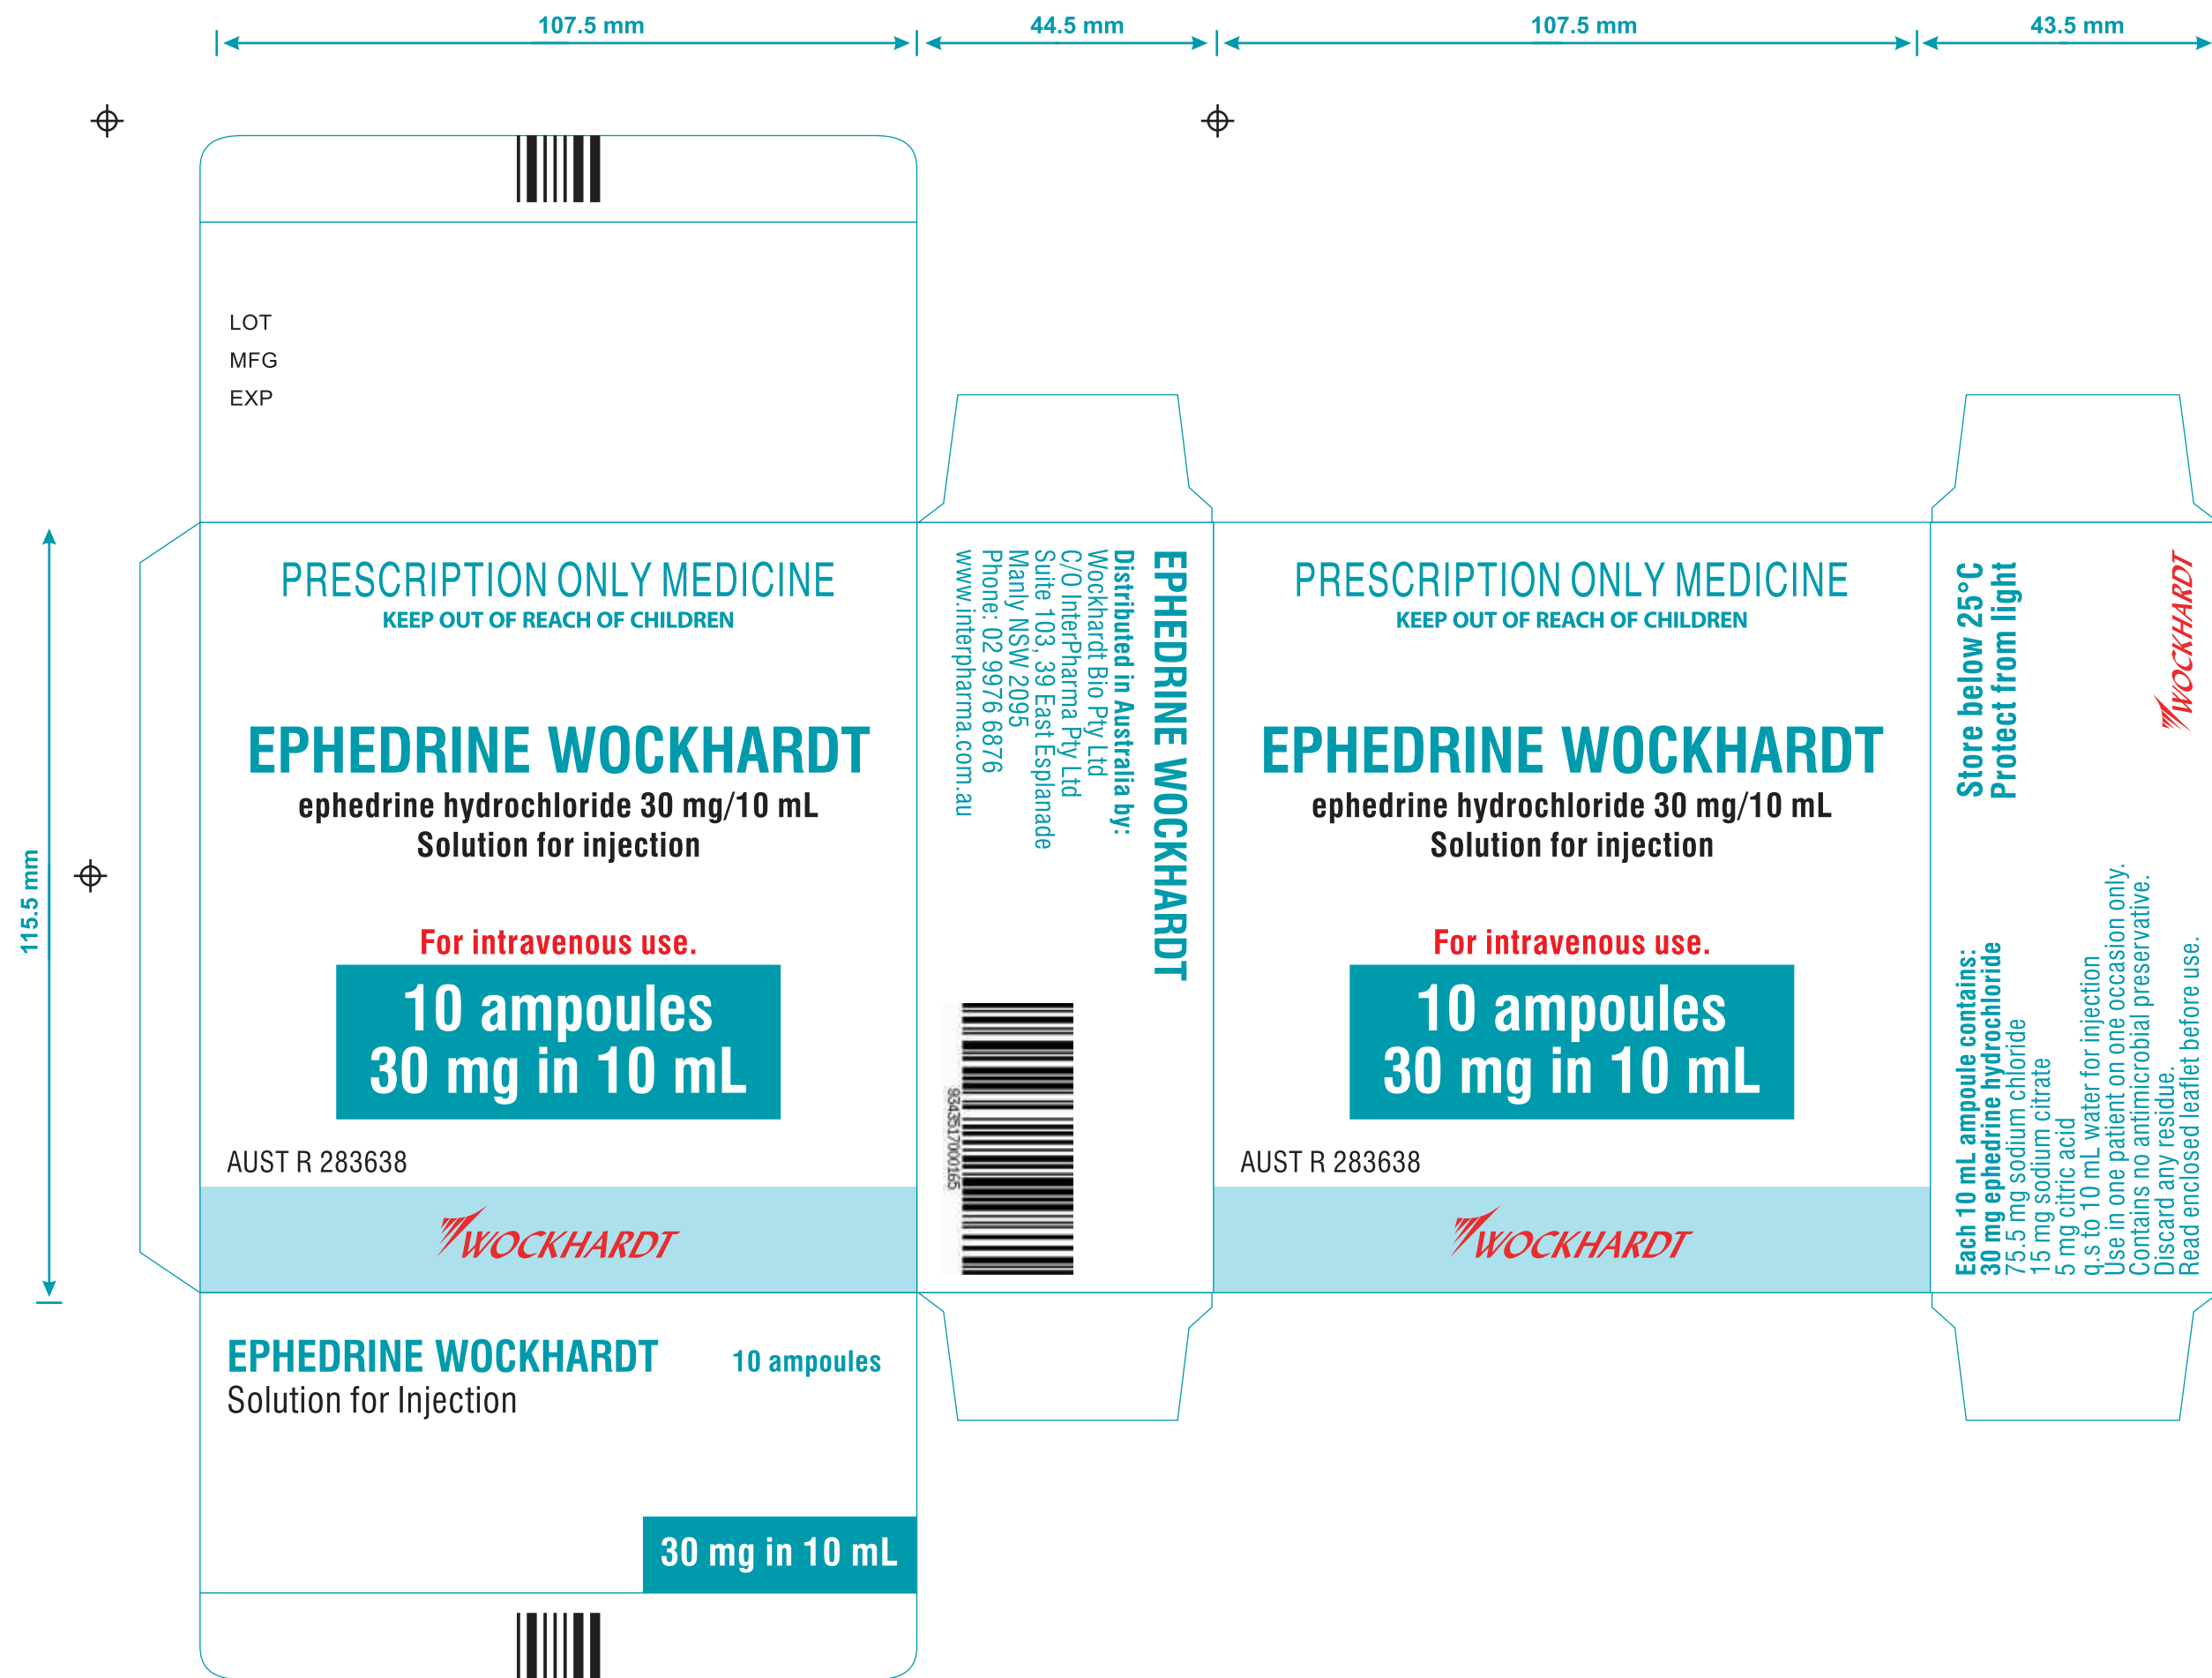 107.5 mm
44.5 mm
107.5 mm
43.5 mm
115.5 mm
LOT
MFG
EXP
PRESCRIPTION ONLY MEDICINE
KEEP OUT OF REACH OF CHILDREN
EPHEDRINE WOCKHARDT
ephedrine hydrochloride 30 mg/10 mL
Solution for injection
For intravenous use.
10 ampoules
30 mg in 10 mL
AUST R 283638
WOCKHARDT
EPHEDRINE WOCKHARDT
10 ampoules
Solution for Injection
30 mg in 10 mL
EPHEDRINE WOCKHARDT
Distributed in Australia by:
Wockhardt Bio Pty Ltd
C/O InterPharma Pty Ltd
Suite 103, 39 East Esplanade
Manly NSW 2095
Phone: 02 9976 6876
www.interpharma.com.au
9343517000165
PRESCRIPTION ONLY MEDICINE
KEEP OUT OF REACH OF CHILDREN
EPHEDRINE WOCKHARDT
ephedrine hydrochloride 30 mg/10 mL
Solution for injection
For intravenous use.
10 ampoules
30 mg in 10 mL
AUST R 283638
WOCKHARDT
Store below 25°C
Protect from light
WOCKHARDT
Each 10 mL ampoule contains:
30 mg ephedrine hydrochloride
75.5 mg sodium chloride
15 mg sodium citrate
5 mg citric acid
q.s to 10 mL water for injection
Use in one patient on one occasion only.
Contains no antimicrobial preservative.
Discard any residue.
Read enclosed leaflet before use.